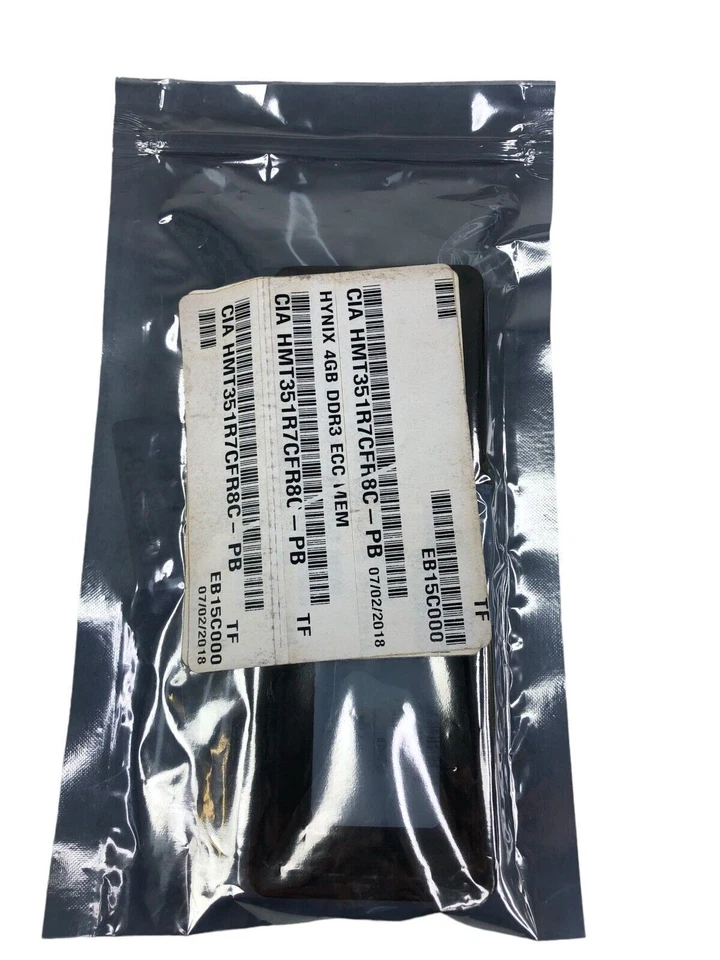 CIA HMT351R7CFR8C-PB 07/02/2018
EB15C000
TF
HYNIX 4GB DDR3 ECC MEM
CIA HMT351R7CFR8C-PB
TF
CIA HMT351R7CFR8C-PB
TF
EB15C000
07/02/2018